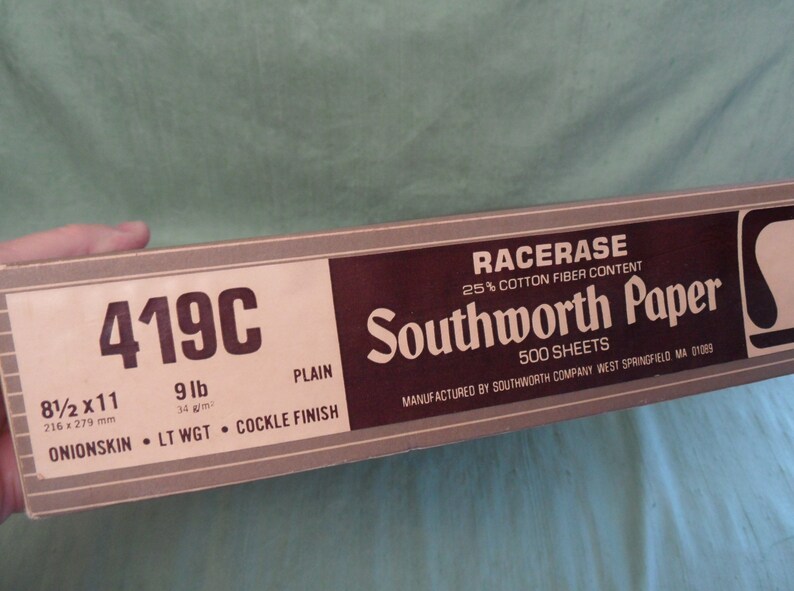 419C
8½ x 11
216 x 279 mm
9 lb
34 g/m²
PLAIN
ONIONSKIN • LT WGT • COCKLE FINISH
RACERASE
25% COTTON FIBER CONTENT
Southworth Paper
500 SHEETS
MANUFACTURED BY SOUTHWORTH COMPANY WEST SPRINGFIELD, MA 01089